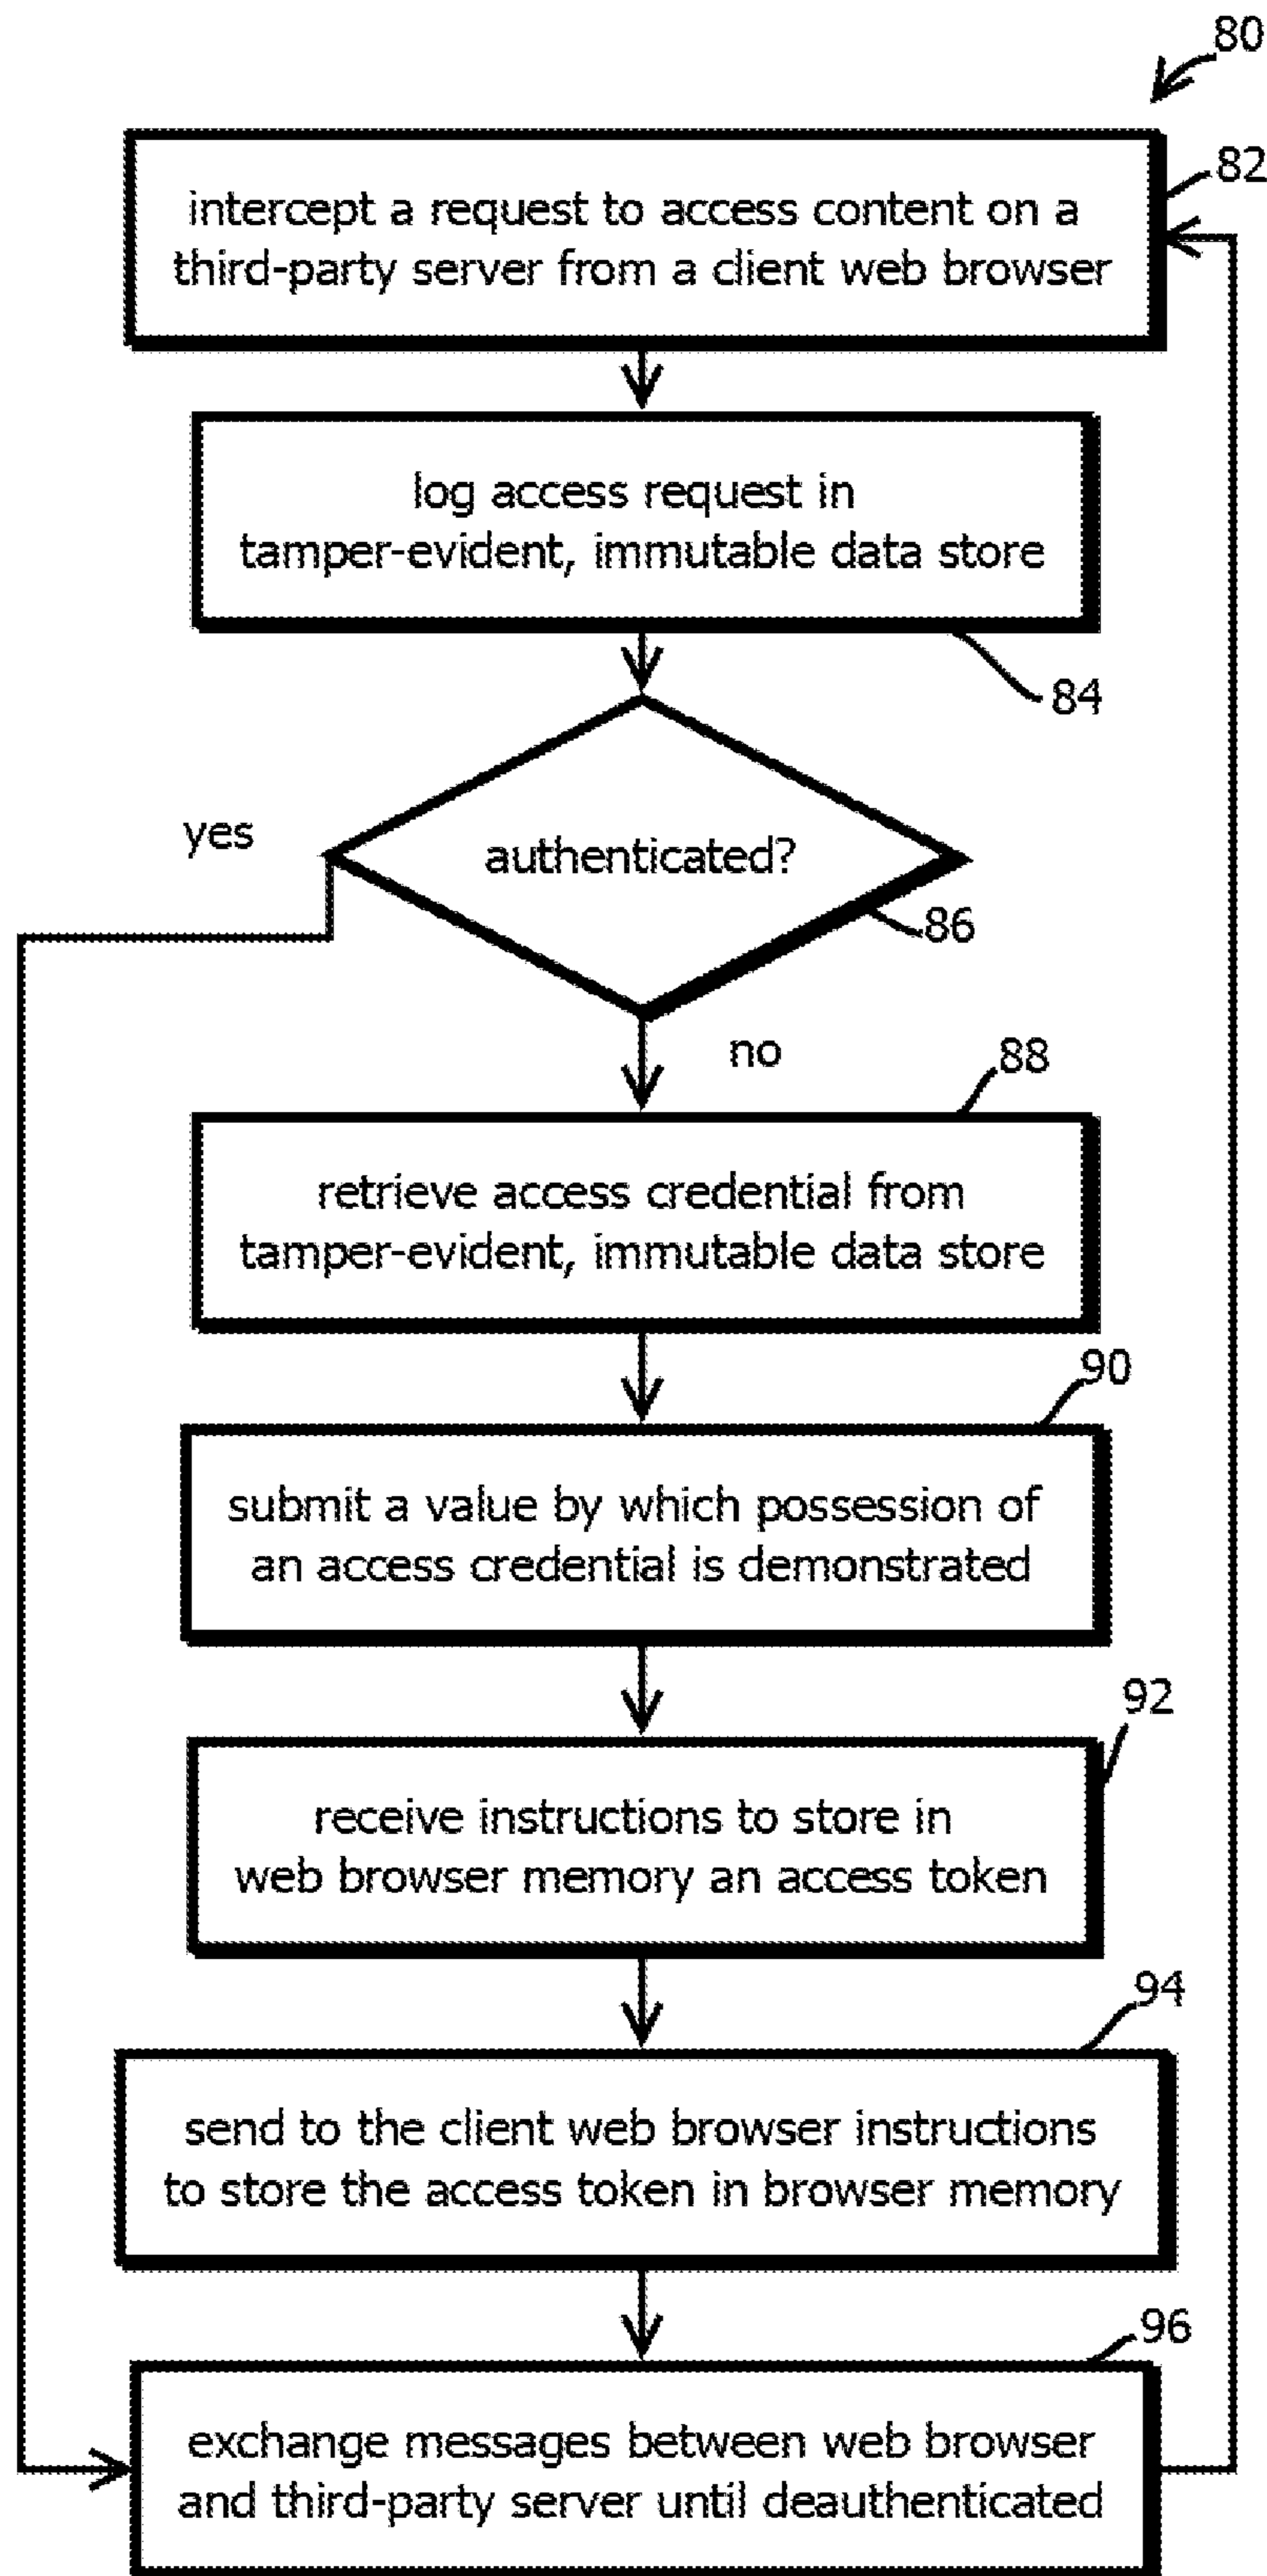 80
82
intercept a request to access content on a
third-party server from a client web browser
log access request in
tamper-evident, immutable data store
84
yes
authenticated?
86
no
88
retrieve access credential from
tamper-evident, immutable data store
90
submit a value by which possession of
an access credential is demonstrated
92
receive instructions to store in
web browser memory an access token
94
send to the client web browser instructions
to store the access token in browser memory
96
exchange messages between web browser
and third-party server until deauthenticated